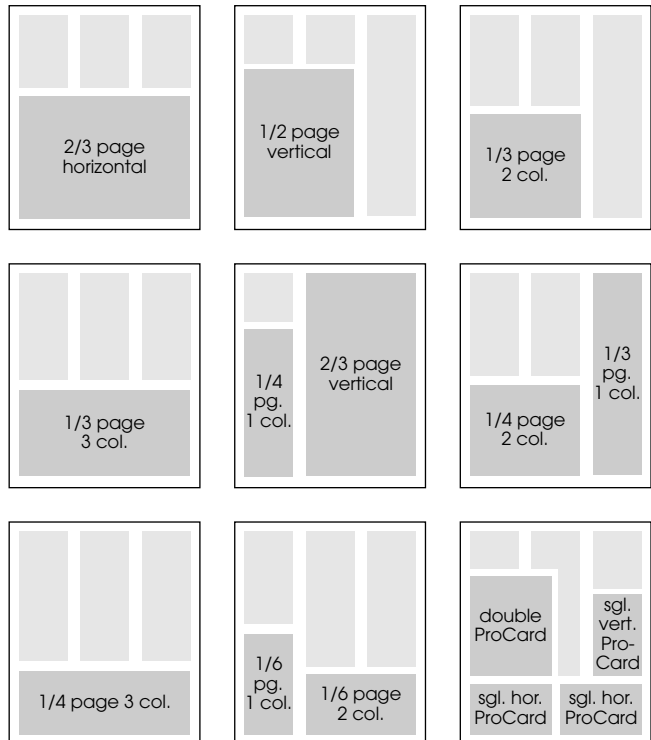 2/3 page
horizontal
1/2 page
vertical
1/3 page
2 col.
1/3 page
3 col.
1/4
pg.
1 col.
2/3 page
vertical
1/4 page
2 col.
1/3
pg.
1 col.
1/4 page 3 col.
1/6
pg.
1 col.
1/6 page
2 col.
double
ProCard
sgl.
vert.
Pro-
Card
sgl. hor.
ProCard
sgl. hor.
ProCard